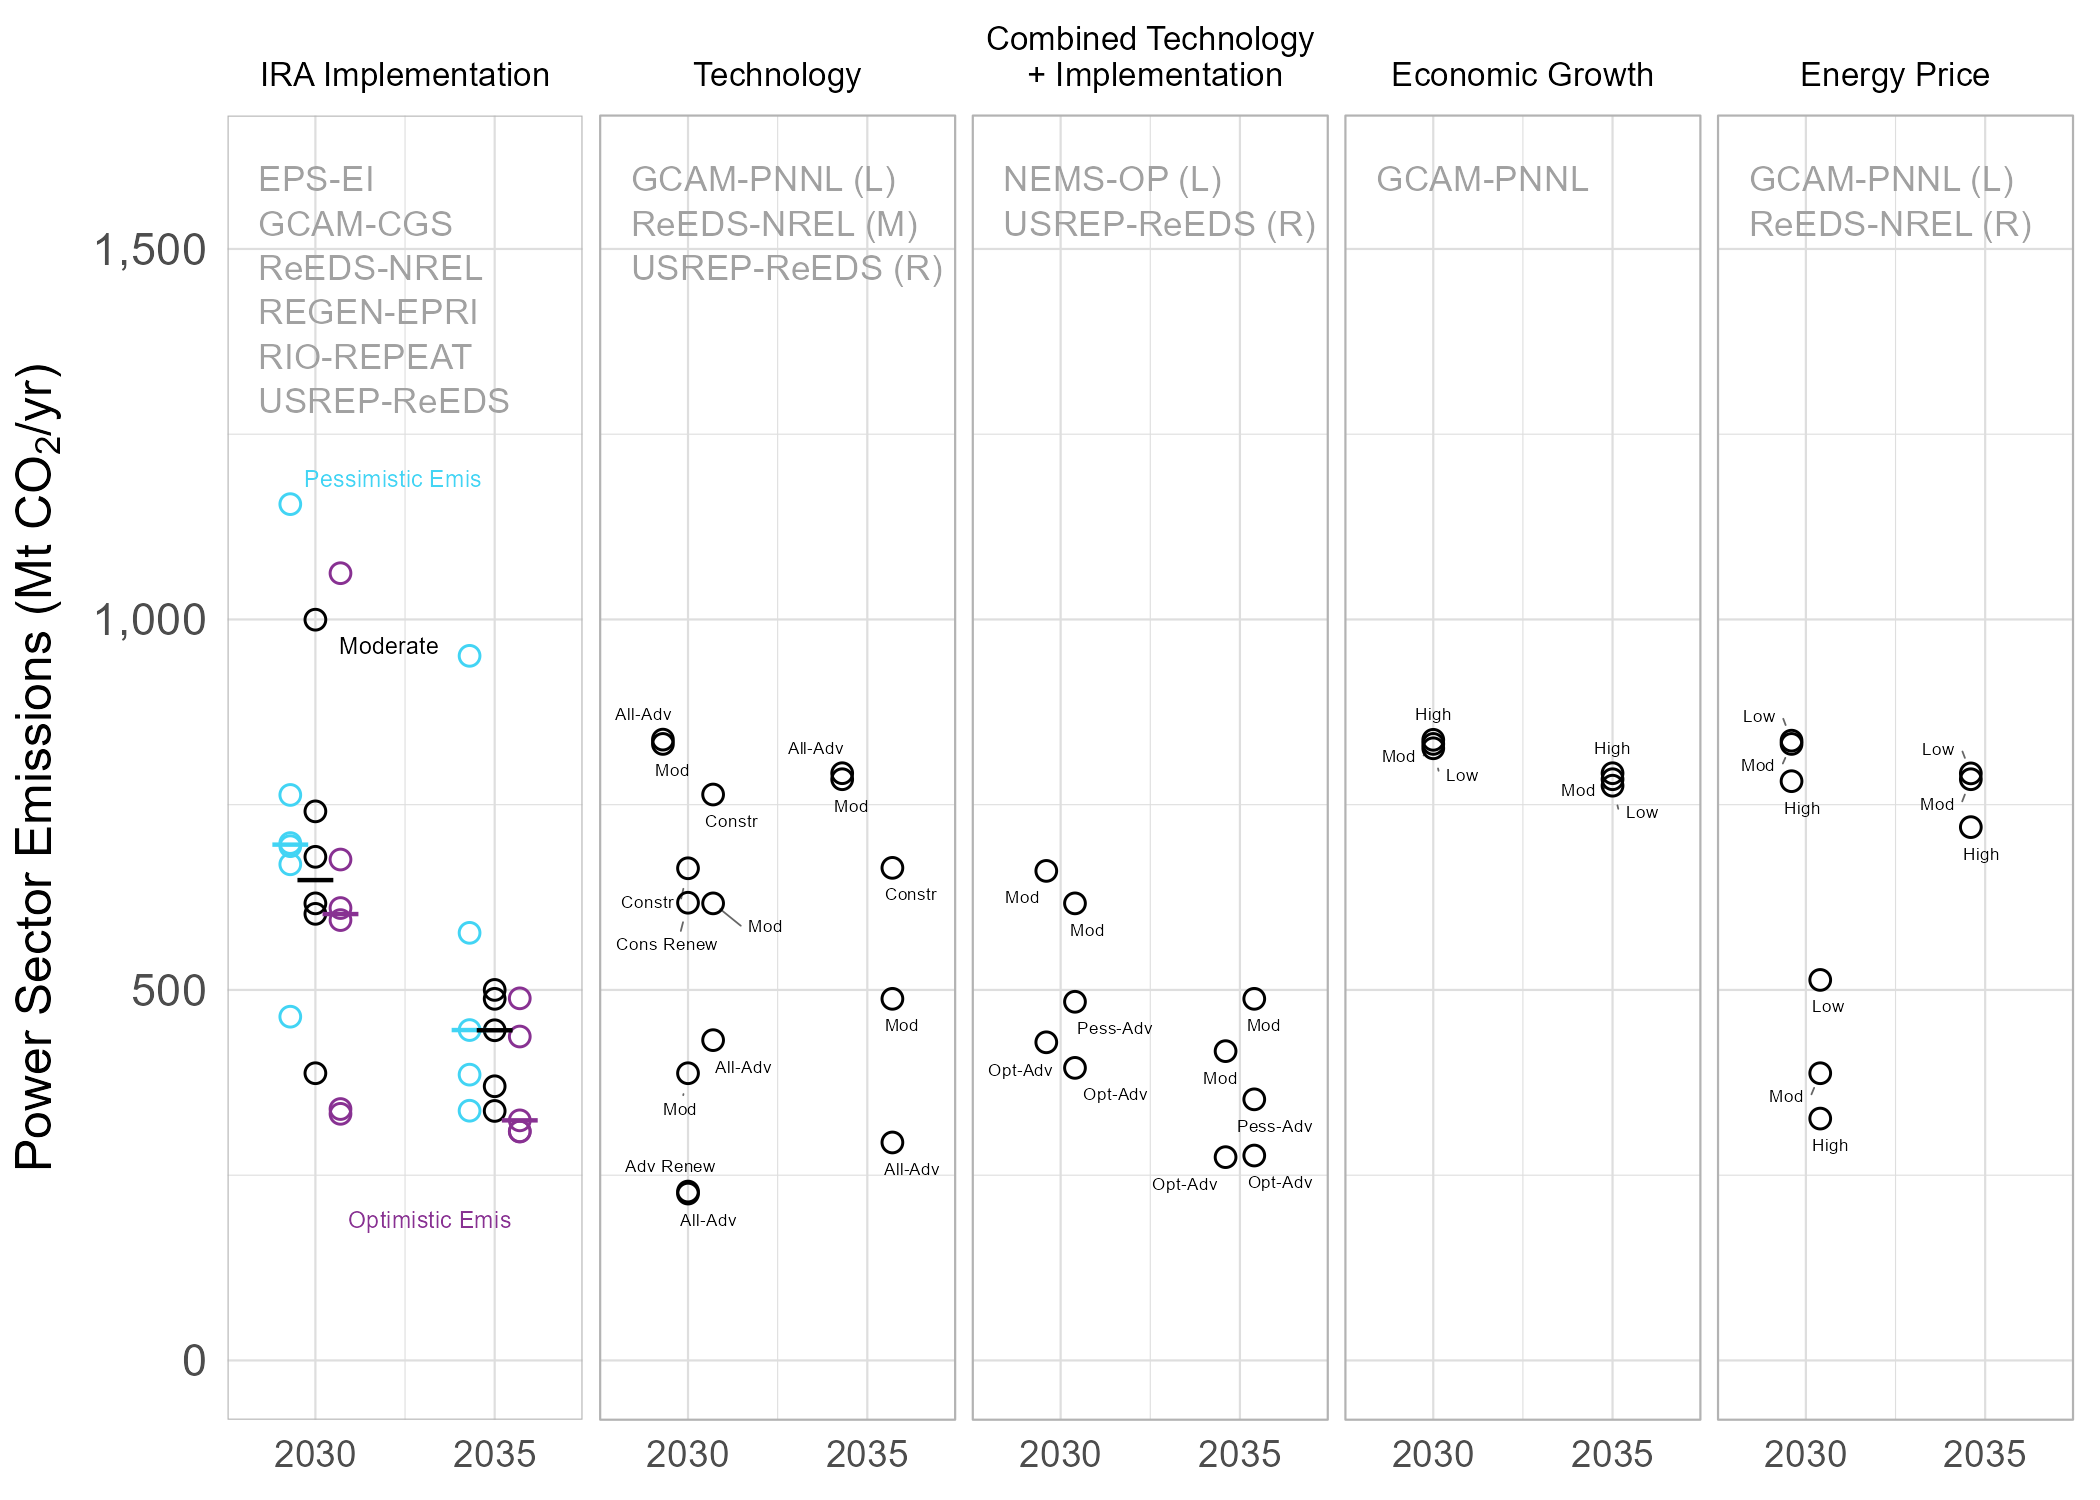 Power Sector Emissions (Mt CO₂/yr)
1,500
1,000
500
0
IRA Implementation
EPS-EI
GCAM-CGS
ReEDS-NREL
REGEN-EPRI
RIO-REPEAT
USREP-ReEDS
Pessimistic Emis
Moderate
Optimistic Emis
2030 2035
Technology
GCAM-PNNL (L)
ReEDS-NREL (M)
USREP-ReEDS (R)
All-Adv
All-Adv
Mod
Mod
Constr
Constr
Constr
Mod
Cons Renew
Mod
All-Adv
Mod
Adv Renew
All-Adv
All-Adv
2030 2035
Combined Technology
+ Implementation
NEMS-OP (L)
USREP-ReEDS (R)
Mod
Mod
Mod
Pess-Adv
Opt-Adv
Mod
Opt-Adv
Pess-Adv
Opt-Adv
Opt-Adv
2030 2035
Economic Growth
GCAM-PNNL
High
High
Mod
Low
Mod
Low
2030 2035
Energy Price
GCAM-PNNL (L)
ReEDS-NREL (R)
Low
Low
Mod
Mod
High
High
Low
Mod
High
2030 2035